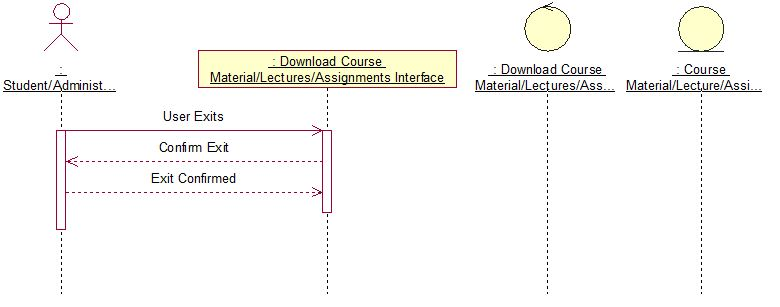 :
Student/Administ...
: Download Course
Material/Lectures/Assignments Interface
: Download Course
Material/Lectures/Ass...
: Course
Material/Lecture/Assi...
User Exits
Confirm Exit
Exit Confirmed